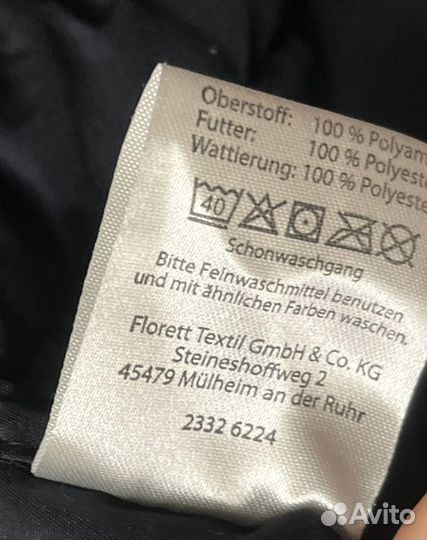 Oberstoff: 100 % Polyam
Futter: 100 % Polyeste
Wattierung: 100 % Polyeste
40
Schonwaschgang
Bitte Feinwaschmittel benutzen
und mit ähnlichen Farben waschen.
Florett Textil GmbH & Co. KG
Steineshoffweg 2
45479 Mülheim an der Ruhr
2332 6224
Avito